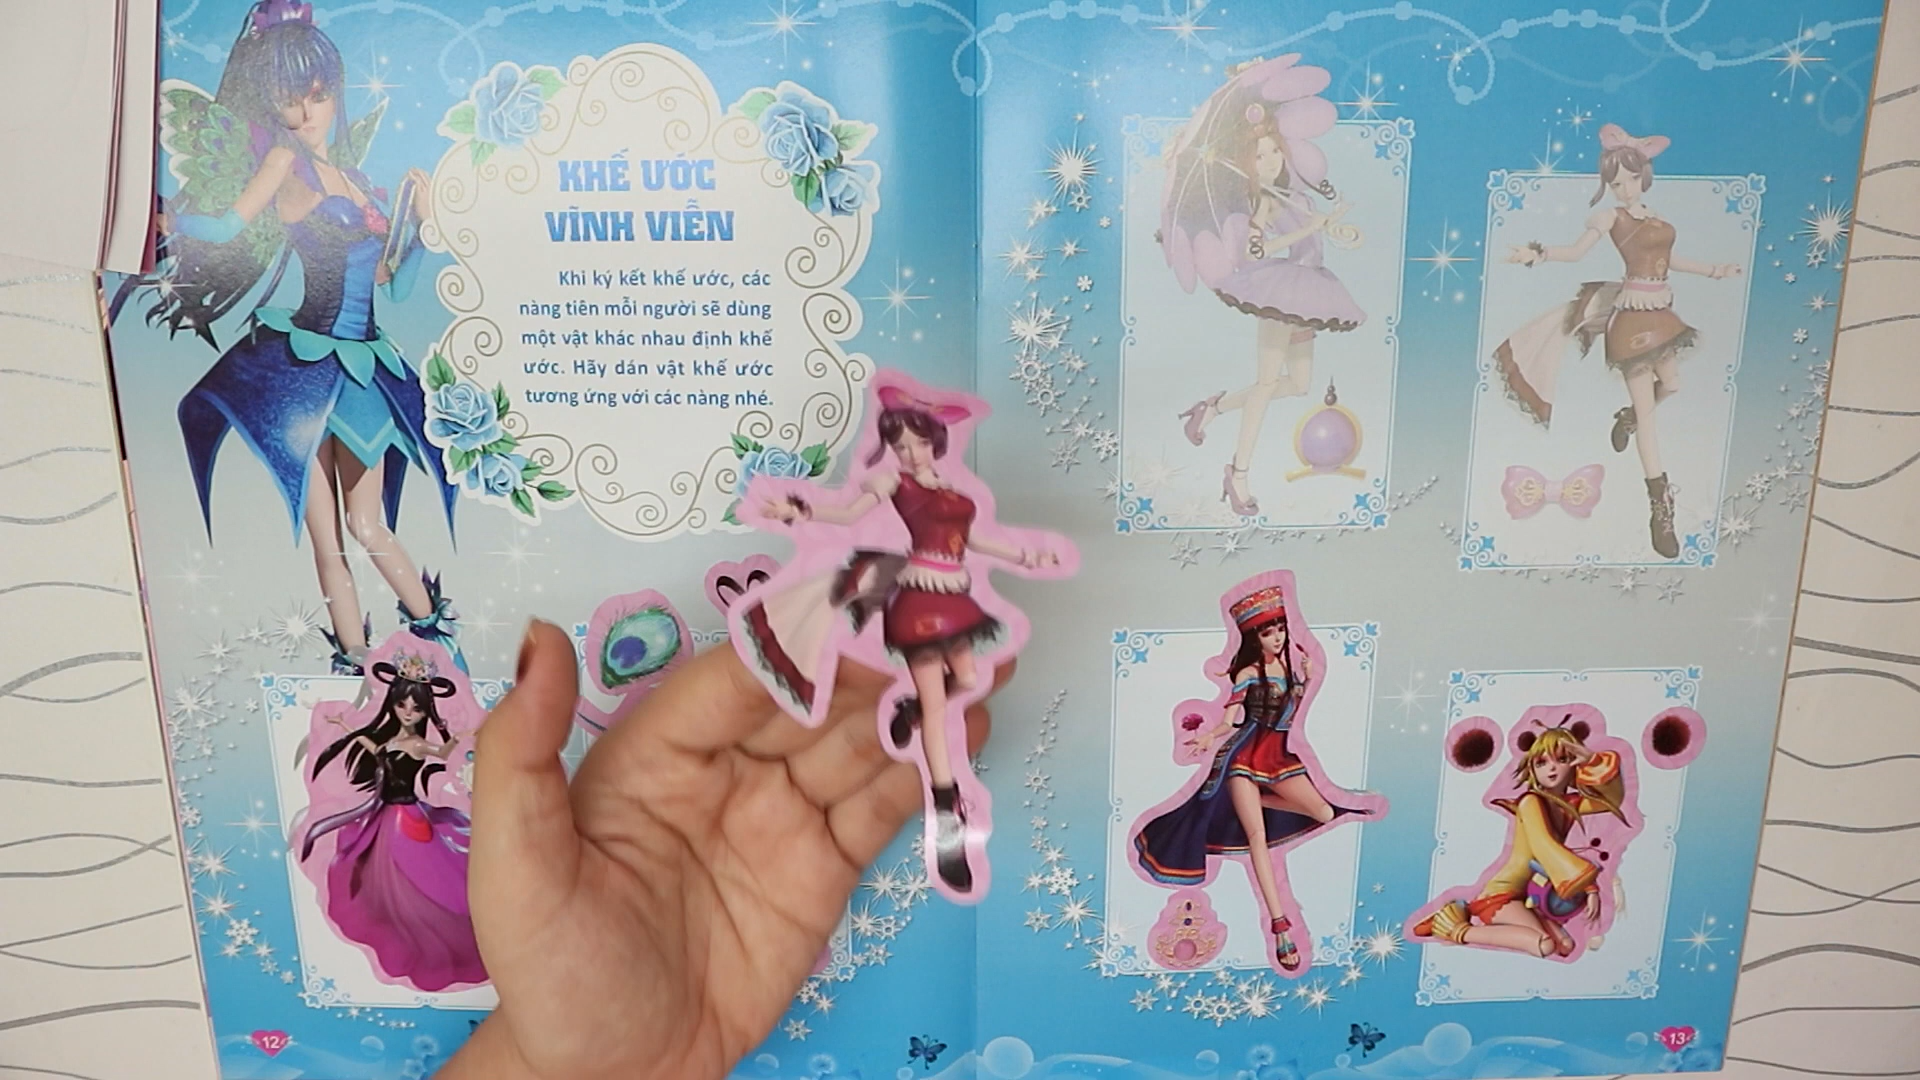 KHẾ ƯỚC
VĨNH VIỄN
Khi ký kết khế ước, các
nàng tiên mỗi người sẽ dùng
một vật khác nhau định khế
ước. Hãy dán vật khế ước
tương ứng với các nàng nhé.
12
13